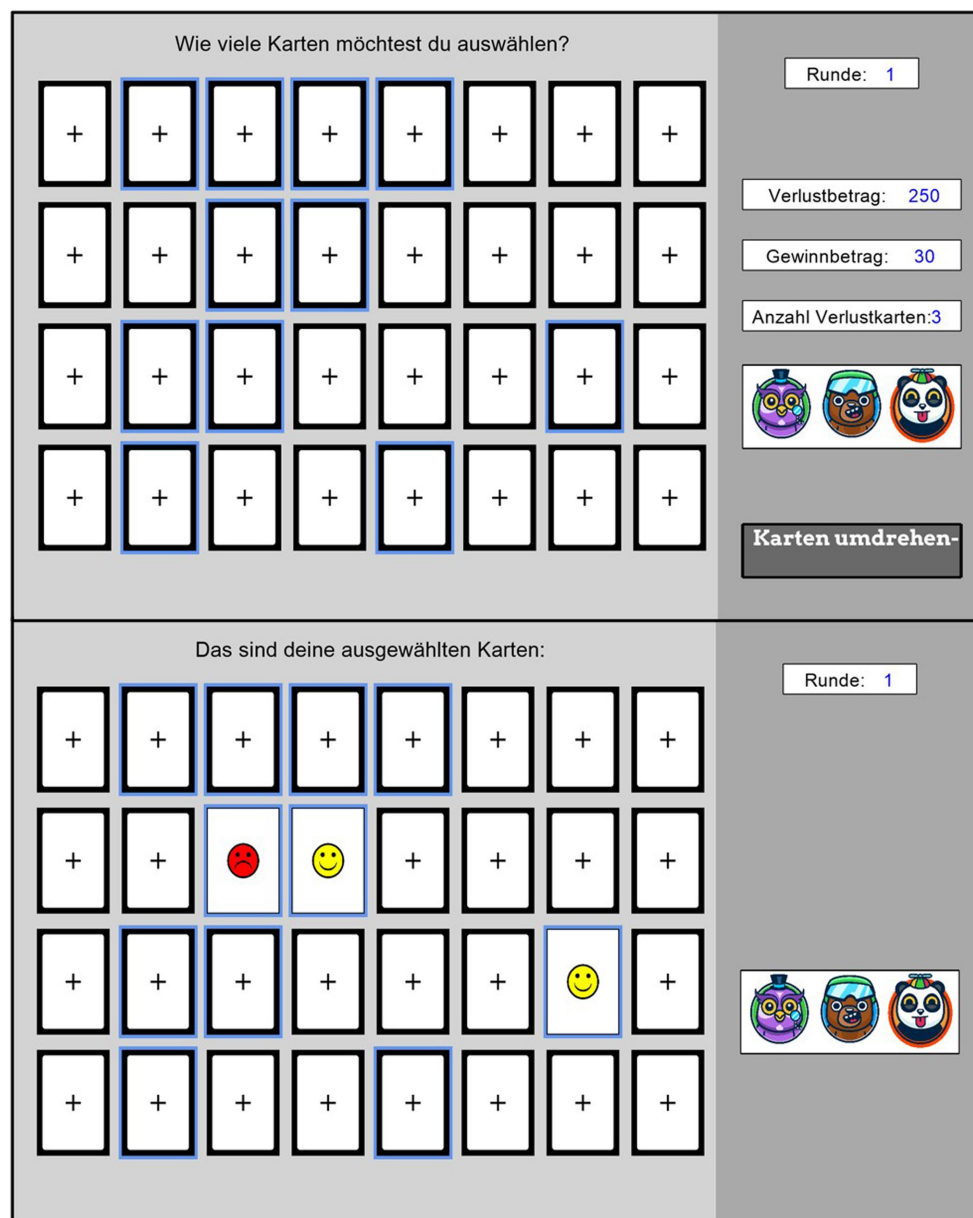 Wie viele Karten möchtest du auswählen?
Runde: 1
+ + + + + + + +
Verlustbetrag: 250
+ + + + + + + +
Gewinnbetrag: 30
Anzahl Verlustkarten:3
+ + + + + + + +
+ + + + + + + +
Karten umdrehen-
Das sind deine ausgewählten Karten:
Runde: 1
+ + + + + + + +
+ + + + + +
+ + + + + + +
+ + + + + + + +